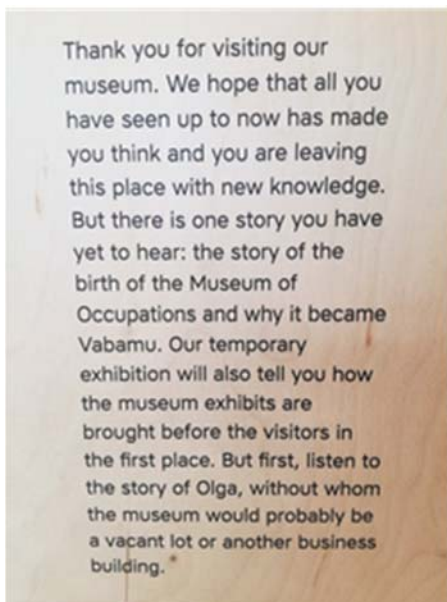 Thank you for visiting our
museum. We hope that all you
have seen up to now has made
you think and you are leaving
this place with new knowledge.
But there is one story you have
yet to hear: the story of the
birth of the Museum of
Occupations and why it became
Vabamu. Our temporary
exhibition will also tell you how
the museum exhibits are
brought before the visitors in
the first place. But first, listen to
the story of Olga, without whom
the museum would probably be
a vacant lot or another business
building.